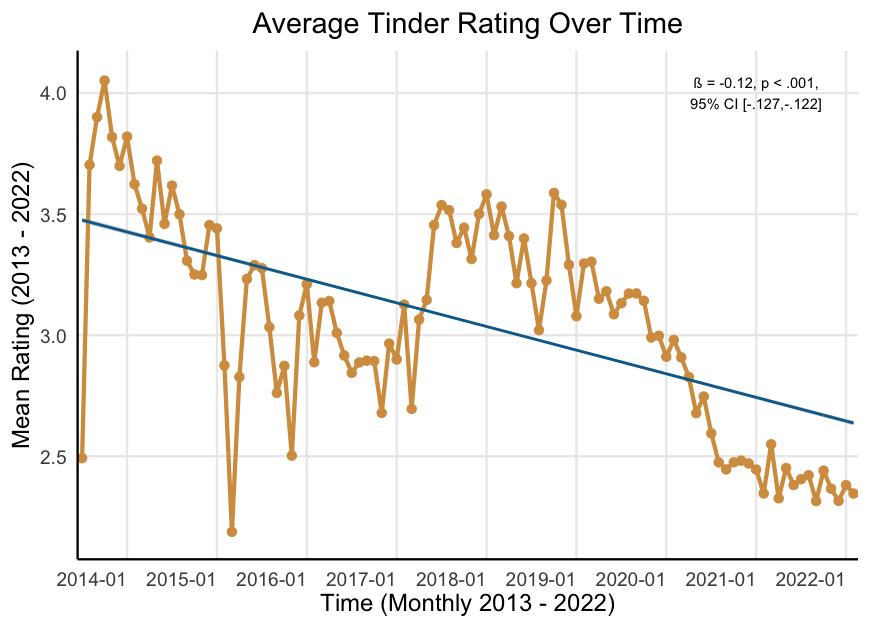 Average Tinder Rating Over Time
ß = -0.12, p < .001,
95% CI [-.127,-.122]
Mean Rating (2013 - 2022)
4.0
3.5
3.0
2.5
2014-01 2015-01 2016-01 2017-01 2018-01 2019-01 2020-01 2021-01 2022-01
Time (Monthly 2013 - 2022)